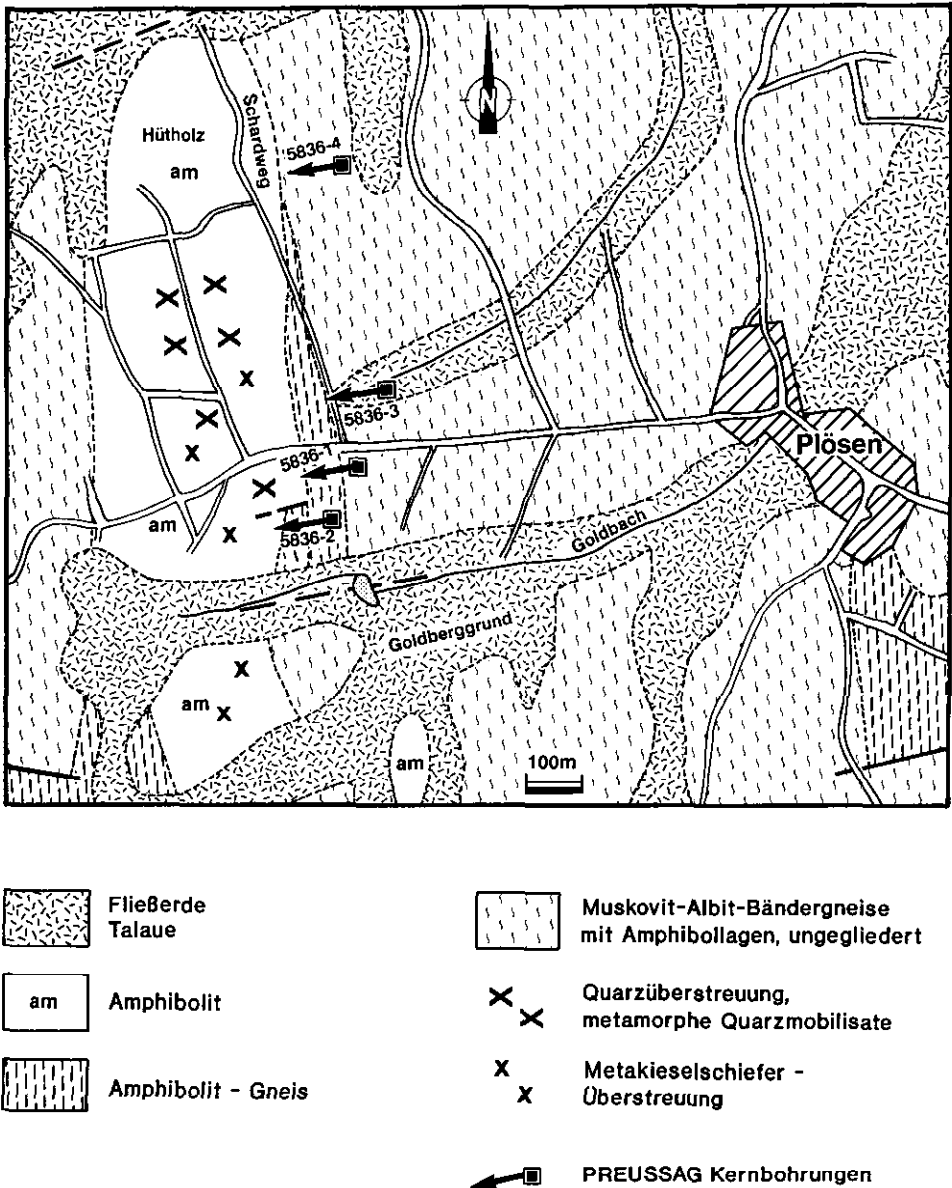 N
Hütholz
am
Schardweg
5836-4
5836-3
5836-1
5836-2
am
Plösen
Goldbach
Goldberggrund
am
am
100m
Fließerde
Talaue
am
Amphibolit
Amphibolit - Gneis
Muskovit-Albit-Bändergneise
mit Amphibollagen, ungegliedert
Quarzüberstreuung,
metamorphe Quarzmobilisate
Metakieselschiefer -
Überstreuung
PREUSSAG Kernbohrungen